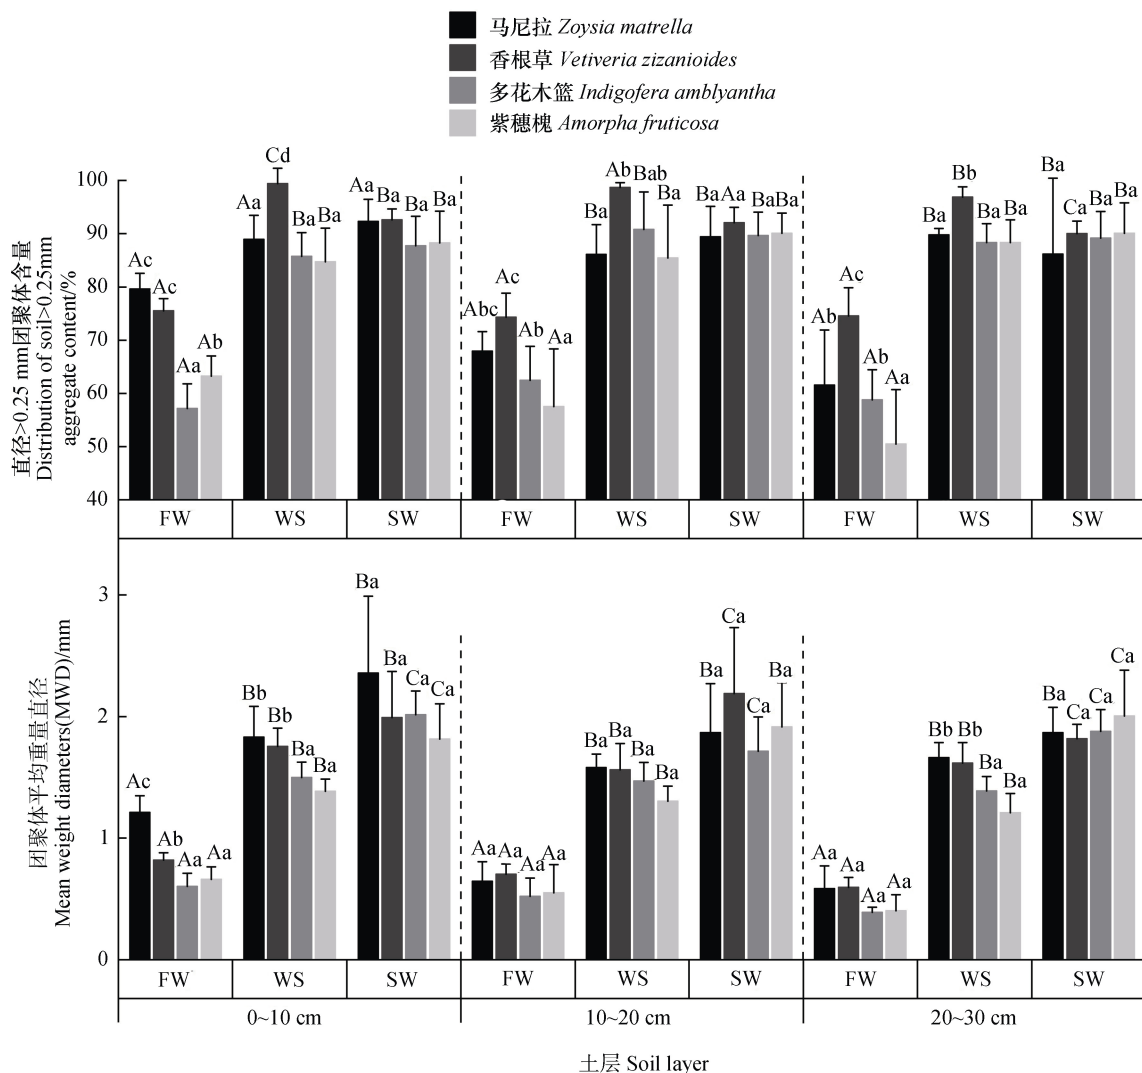 马尼拉 Zoysia matrella
香根草 Vetiveria zizanioides
多花木篮 Indigofera amblyantha
紫穗槐 Amorpha fruticosa
直径>0.25 mm团聚体含量
Distribution of soil>0.25mm
aggregate content/%
100
90
80
70
60
50
40
Ac Ac Aa Ab
Aa Cd Ba Ba
Aa Ba Ba Ba
Abc Ac Ab Aa
Ba Ab Bab Ba
Ba Aa Ba Ba
Ab Ac Ab Aa
Ba Bb Ba Ba
Ba Ca Ba Ba
FW WS SW FW WS SW FW WS SW
团聚体平均重量直径
Mean weight diameters(MWD)/mm
3
2
1
0
Ac Ab Aa Aa
Bb Bb Ba Ba
Ba Ba Ca Ca
Aa Aa Aa Aa
Ba Ba Ba Ba
Ba Ca Ca Ba
Aa Aa Aa Aa
Bb Bb Ba Ba
Ba Ca Ca Ca
FW WS SW FW WS SW FW WS SW
0~10 cm 10~20 cm 20~30 cm
土层 Soil layer